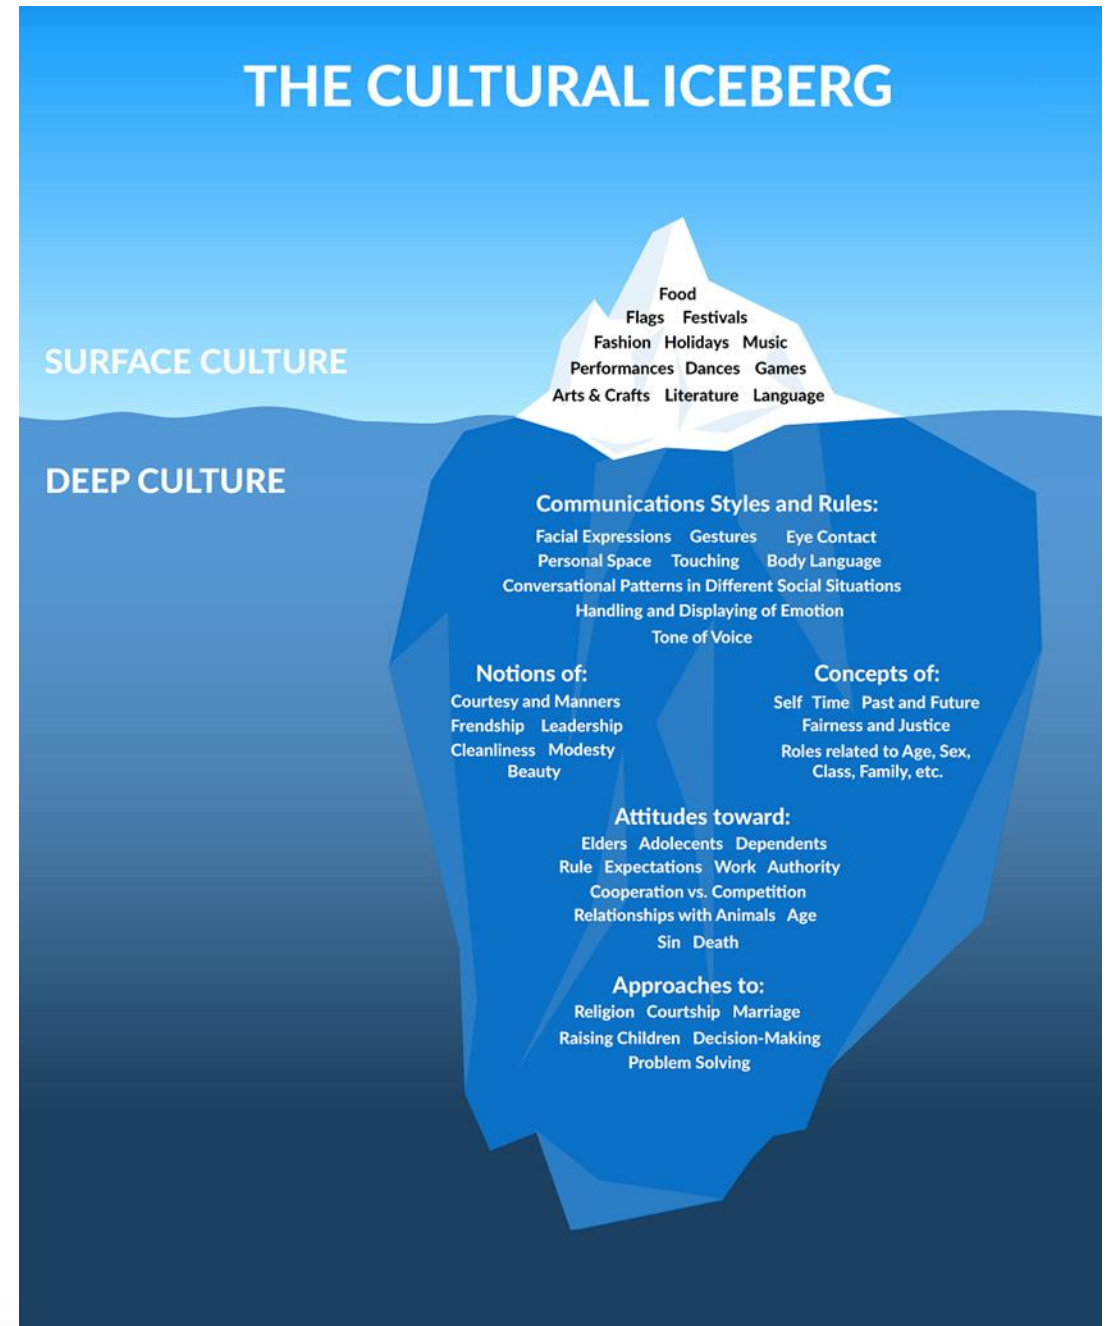 THE CULTURAL ICEBERG
Food
Flags Festivals
Fashion Holidays Music
Performances Dances Games
Arts & Crafts Literature Language
SURFACE CULTURE
DEEP CULTURE
Communications Styles and Rules:
Facial Expressions Gestures Eye Contact
Personal Space Touching Body Language
Conversational Patterns in Different Social Situations
Handling and Displaying of Emotion
Tone of Voice
Notions of:
Courtesy and Manners
Frendship Leadership
Cleanliness Modesty
Beauty
Concepts of:
Self Time Past and Future
Fairness and Justice
Roles related to Age, Sex,
Class, Family, etc.
Attitudes toward:
Elders Adolecents Dependents
Rule Expectations Work Authority
Cooperation vs. Competition
Relationships with Animals Age
Sin Death
Approaches to:
Religion Courtship Marriage
Raising Children Decision-Making
Problem Solving